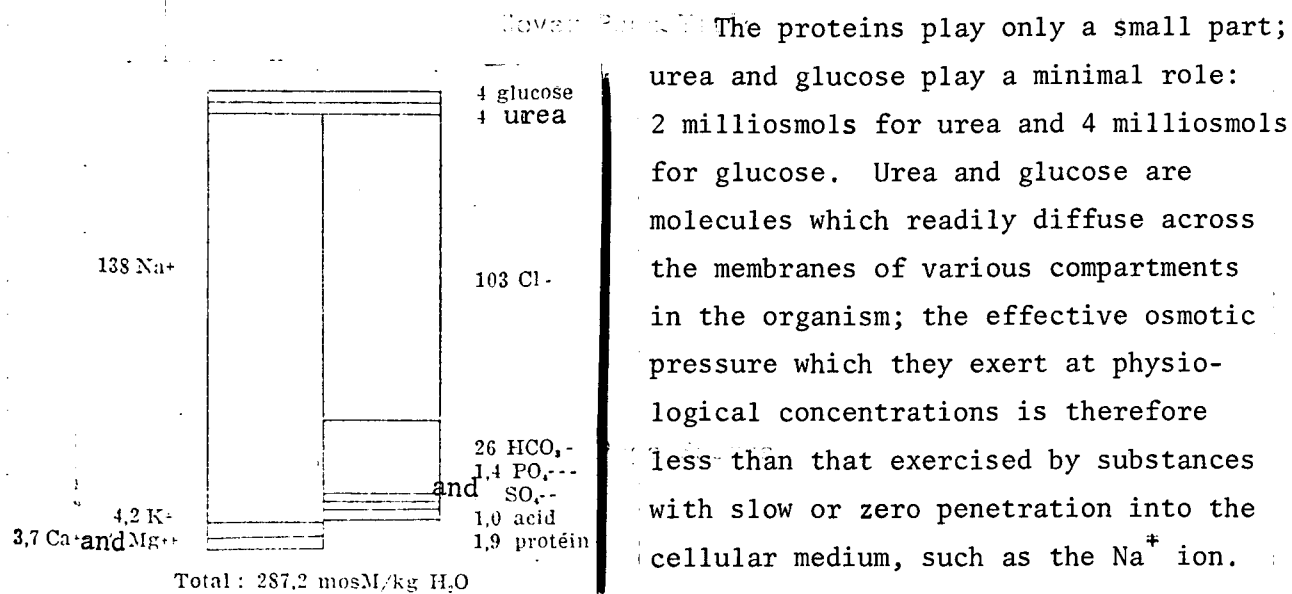 4 glucose
4 urea
138 Na+
103 Cl-
26 HCO₃-
1,4 PO₄---
and SO₄--
4,2 K+
1,0 acid
3,7 Ca+andMg++
1,9 protéin
Total : 287,2 mosM/kg H₂O
The proteins play only a small part;
urea and glucose play a minimal role:
2 milliosmols for urea and 4 milliosmols
for glucose. Urea and glucose are
molecules which readily diffuse across
the membranes of various compartments
in the organism; the effective osmotic
pressure which they exert at physio-
logical concentrations is therefore
less than that exercised by substances
with slow or zero penetration into the
cellular medium, such as the Na⁺ ion.